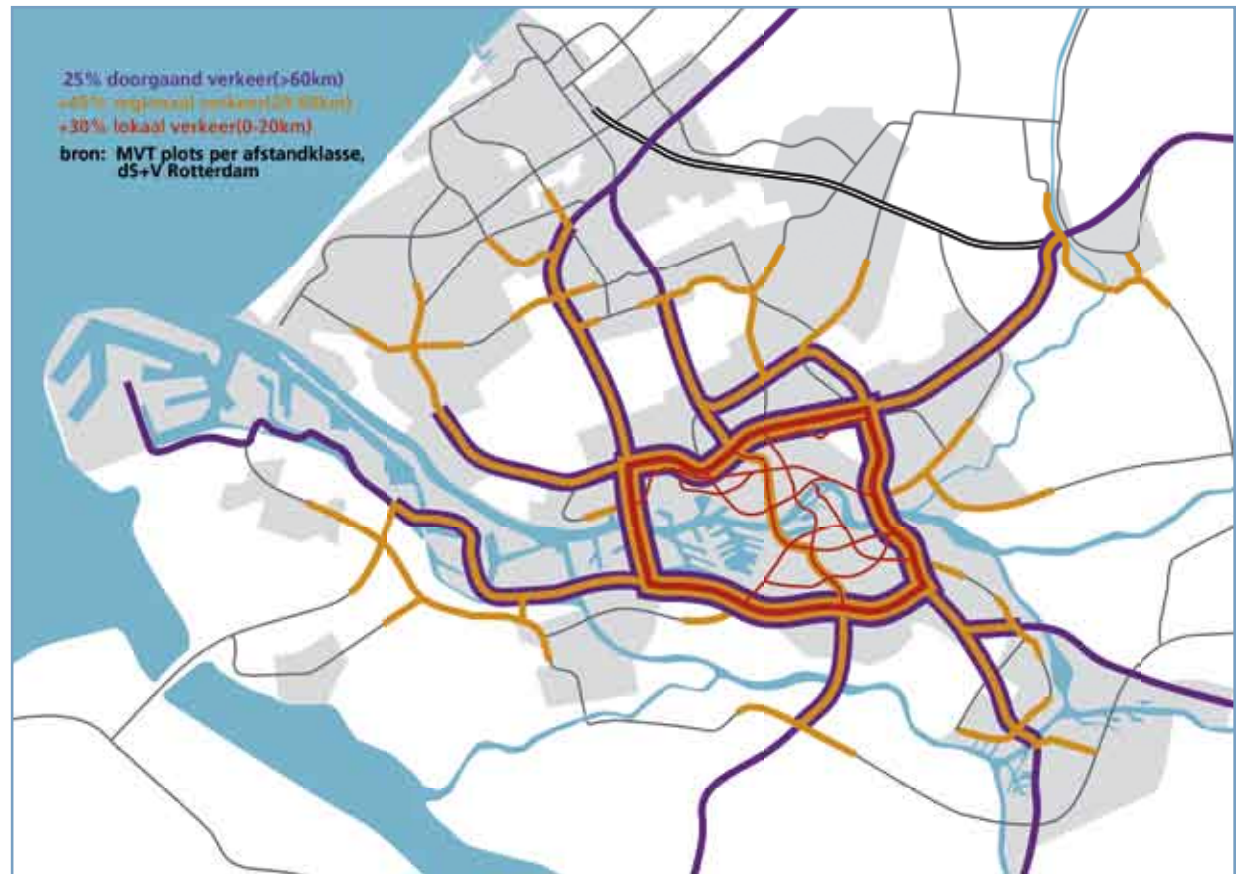 25% doorgaand verkeer(>60km)
+45% regionaal verkeer(20-60km)
+30% lokaal verkeer(0-20km)
bron: MVT plots per afstandklasse,
dS+V Rotterdam